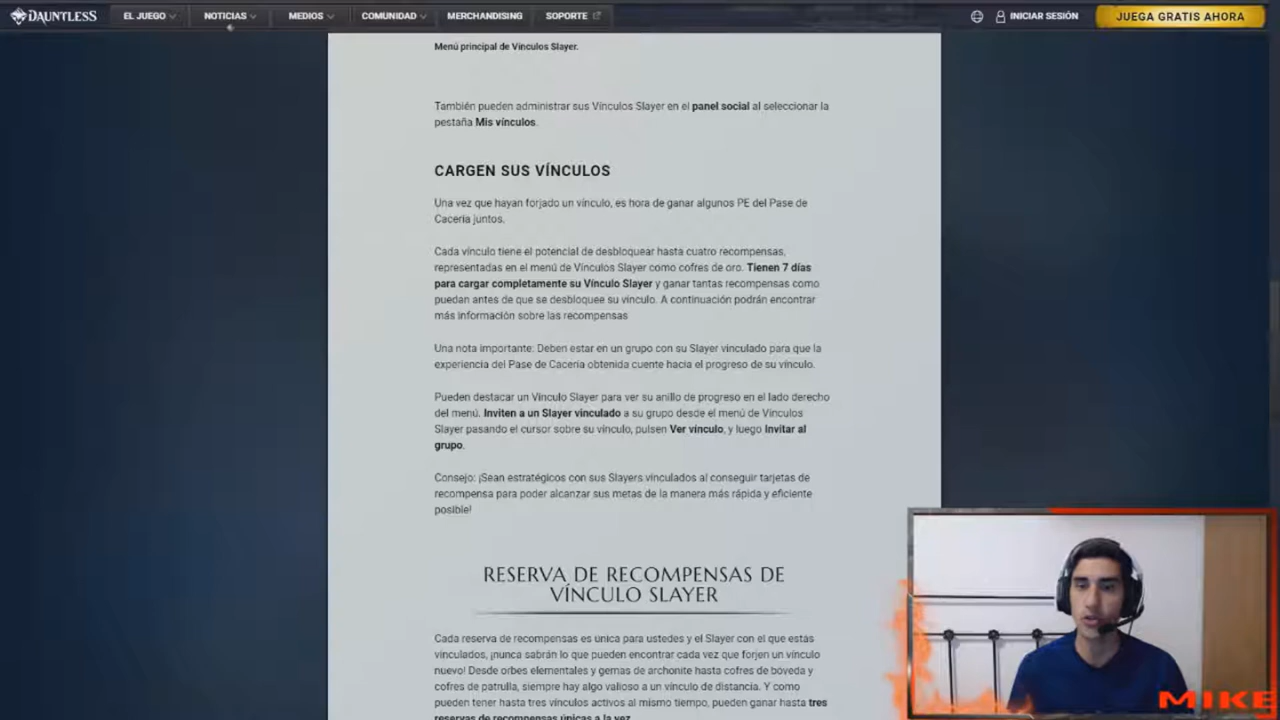 DAUNTLESS EL JUEGO NOTICIAS MEDIOS COMUNIDAD MERCHANDISING SOPORTE INICIAR SESIÓN JUEGA GRATIS AHORA
Menú principal de Vínculos Slayer.
También pueden administrar sus Vínculos Slayer en el panel social al seleccionar la
pestaña Mis vínculos.
CARGEN SUS VÍNCULOS
Una vez que hayan forjado un vínculo, es hora de ganar algunos PE del Pase de
Cacería juntos.
Cada vínculo tiene el potencial de desbloquear hasta cuatro recompensas,
representadas en el menú de Vínculos Slayer como cofres de oro. Tienen 7 días
para cargar completamente su Vínculo Slayer y ganar tantas recompensas como
puedan antes de que se desbloquee su vínculo. A continuación podrán encontrar
más información sobre las recompensas
Una nota importante: Deben estar en un grupo con su Slayer vinculado para que la
experiencia del Pase de Cacería obtenida cuente hacia el progreso de su vínculo.
Pueden destacar un Vínculo Slayer para ver su anillo de progreso en el lado derecho
del menú. Inviten a un Slayer vinculado a su grupo desde el menú de Vínculos
Slayer pasando el cursor sobre su vínculo, pulsen Ver vínculo, y luego Invitar al
grupo.
Consejo: ¡Sean estratégicos con sus Slayers vinculados al conseguir tarjetas de
recompensa para poder alcanzar sus metas de la manera más rápida y eficiente
posible!
RESERVA DE RECOMPENSAS DE
VÍNCULO SLAYER
Cada reserva de recompensas es única para ustedes y el Slayer con el que estás
vinculados, ¡nunca sabrán lo que pueden encontrar cada vez que forjen un vínculo
nuevo! Desde orbes elementales y gemas de archonite hasta cofres de bóveda y
cofres de patrulla, siempre hay algo valioso a un vínculo de distancia. Y como
pueden tener hasta tres vínculos activos al mismo tiempo, pueden ganar hasta tres
reservas de recompensas únicas a la vez.
MIKE